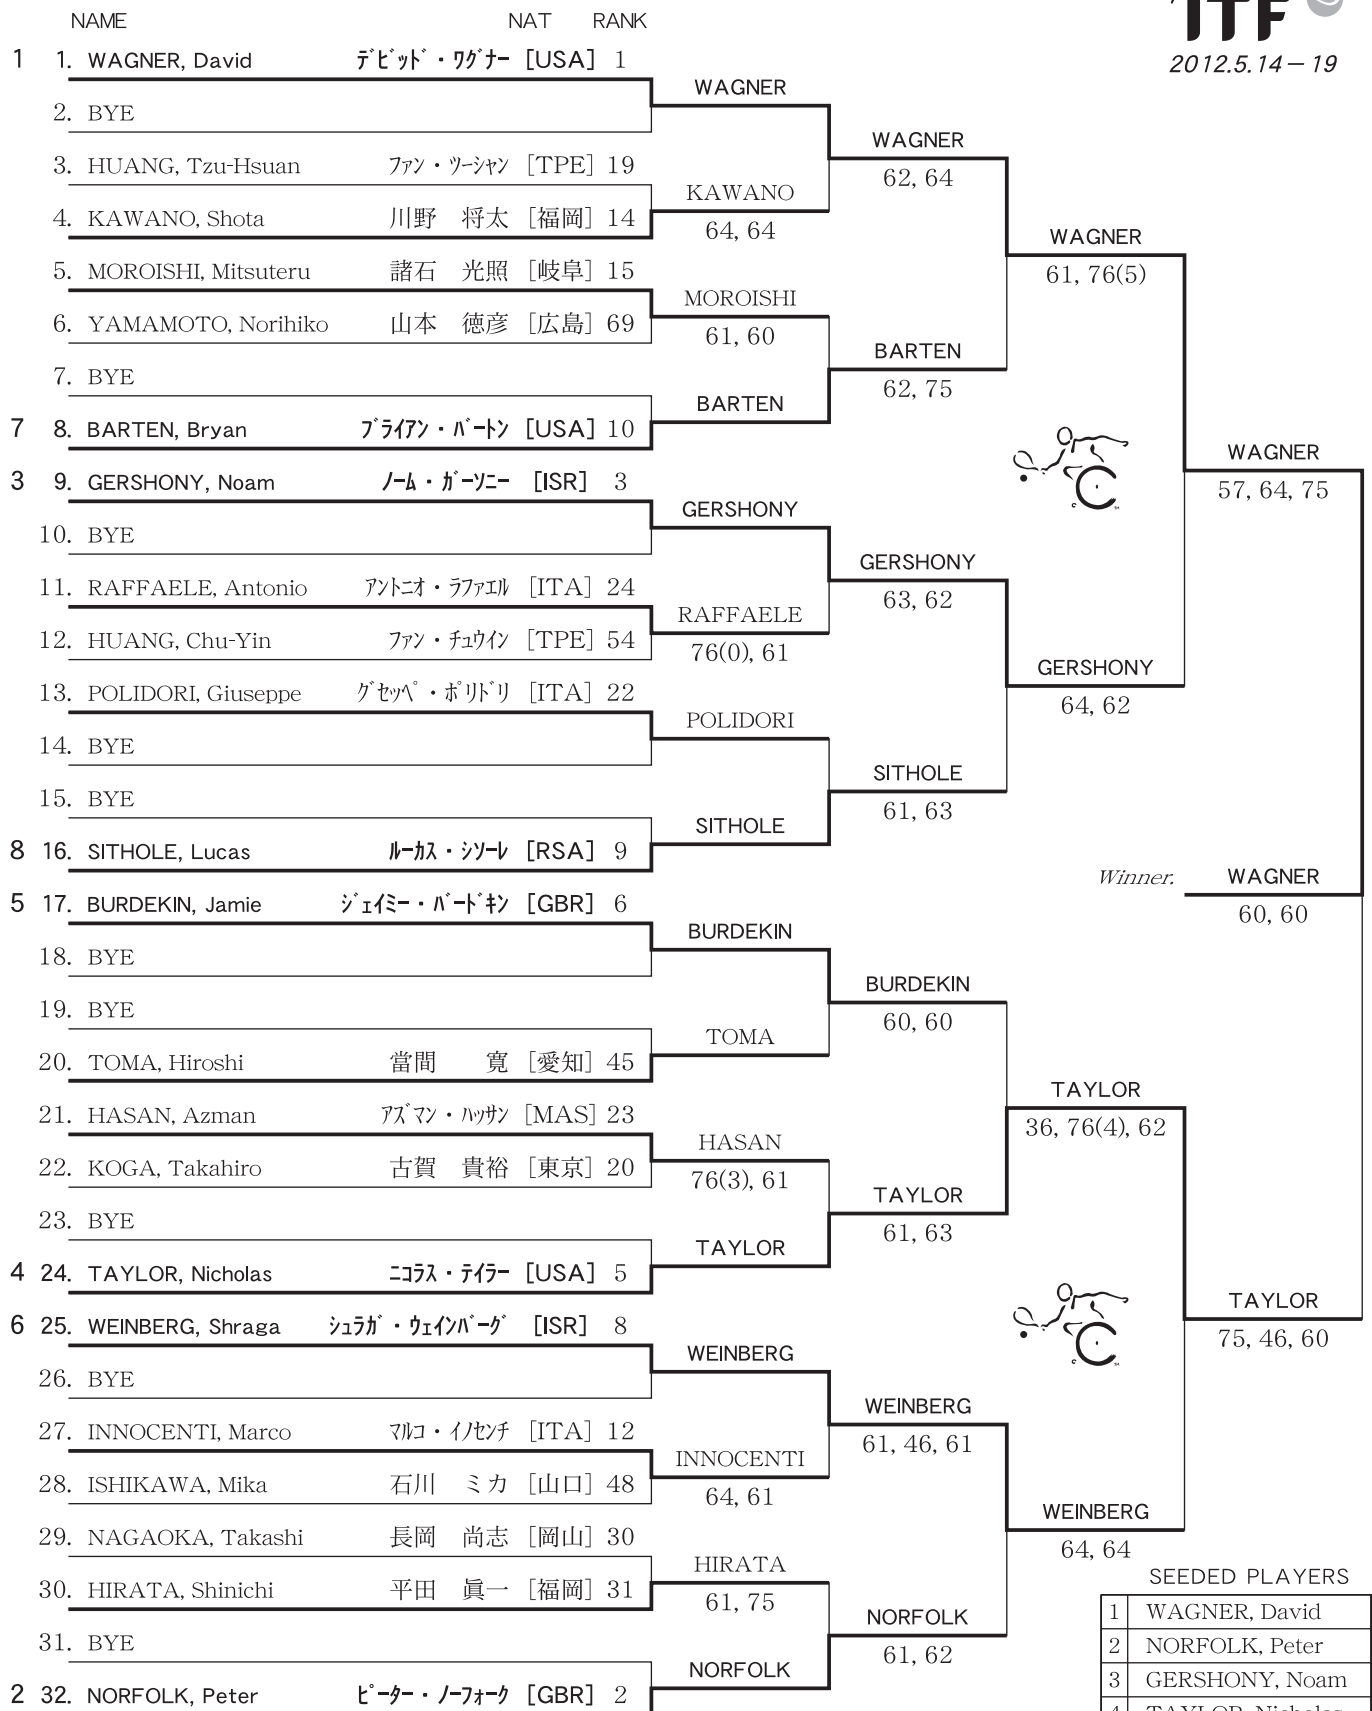 ITF
2012.5.14－19
NAME NAT RANK
1 1. WAGNER, David デビッド・ワグナー [USA] 1
WAGNER
2. BYE
WAGNER
62, 64
3. HUANG, Tzu-Hsuan ファン・ツーシャン [TPE] 19
KAWANO
64, 64
4. KAWANO, Shota 川野 将太 [福岡] 14
WAGNER
61, 76(5)
5. MOROISHI, Mitsuteru 諸石 光照 [岐阜] 15
MOROISHI
61, 60
6. YAMAMOTO, Norihiko 山本 徳彦 [広島] 69
BARTEN
62, 75
7. BYE
BARTEN
7 8. BARTEN, Bryan ブライアン・バートン [USA] 10
WAGNER
57, 64, 75
3 9. GERSHONY, Noam ノーム・ガーソニー [ISR] 3
GERSHONY
10. BYE
GERSHONY
63, 62
11. RAFFAELE, Antonio アントニオ・ラファエル [ITA] 24
RAFFAELE
76(0), 61
12. HUANG, Chu-Yin ファン・チュウイン [TPE] 54
GERSHONY
64, 62
13. POLIDORI, Giuseppe グセッペ・ポリドリ [ITA] 22
POLIDORI
14. BYE
SITHOLE
61, 63
15. BYE
SITHOLE
8 16. SITHOLE, Lucas ルーカス・シソーレ [RSA] 9
Winner. WAGNER
60, 60
5 17. BURDEKIN, Jamie ジェイミー・バードキン [GBR] 6
BURDEKIN
18. BYE
BURDEKIN
60, 60
19. BYE
TOMA
20. TOMA, Hiroshi 當間 寛 [愛知] 45
TAYLOR
36, 76(4), 62
21. HASAN, Azman アズマン・ハッサン [MAS] 23
HASAN
76(3), 61
22. KOGA, Takahiro 古賀 貴裕 [東京] 20
TAYLOR
61, 63
23. BYE
TAYLOR
4 24. TAYLOR, Nicholas ニコラス・テイラー [USA] 5
TAYLOR
75, 46, 60
6 25. WEINBERG, Shraga シュラガ・ウェインバーグ [ISR] 8
WEINBERG
26. BYE
WEINBERG
61, 46, 61
27. INNOCENTI, Marco マルコ・イノセンチ [ITA] 12
INNOCENTI
64, 61
28. ISHIKAWA, Mika 石川 ミカ [山口] 48
WEINBERG
64, 64
29. NAGAOKA, Takashi 長岡 尚志 [岡山] 30
HIRATA
61, 75
30. HIRATA, Shinichi 平田 眞一 [福岡] 31
NORFOLK
61, 62
31. BYE
NORFOLK
2 32. NORFOLK, Peter ピーター・ノーフォーク [GBR] 2
SEEDED PLAYERS
1 WAGNER, David
2 NORFOLK, Peter
3 GERSHONY, Noam
4 TAYLOR, Nicholas